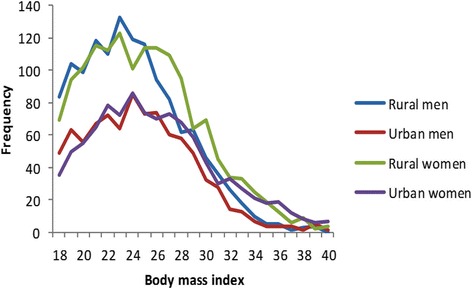 140
120
100
80
60
40
20
0
Frequency
18 20 22 24 26 28 30 32 34 36 38 40
Body mass index
Rural men
Urban men
Rural women
Urban women